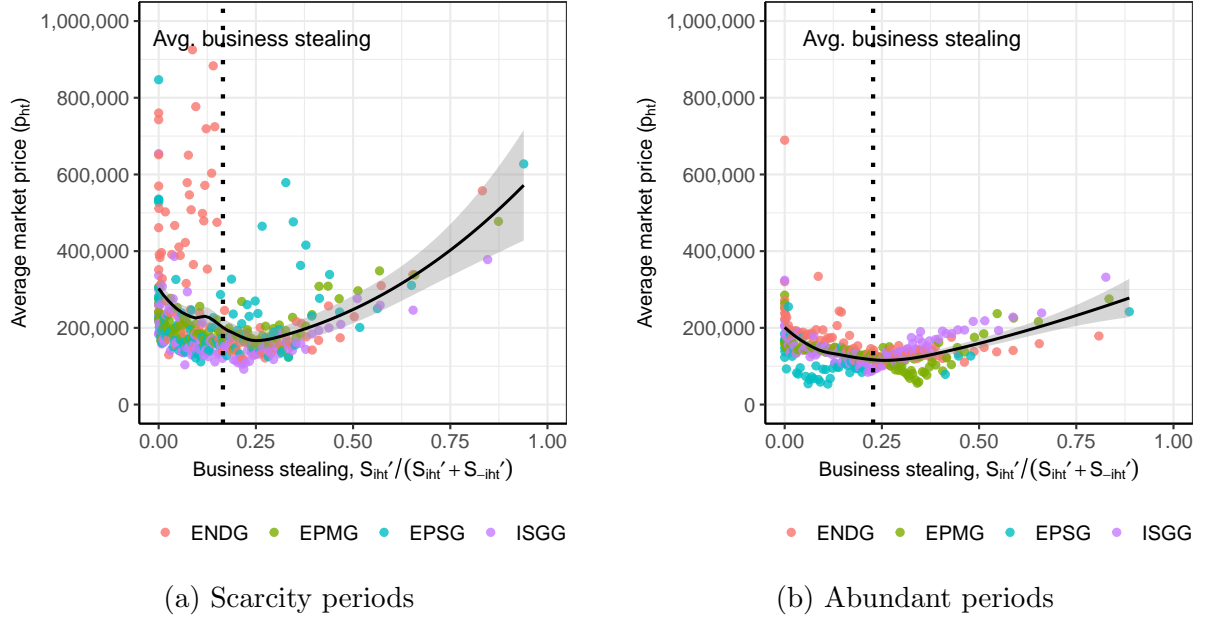 1,000,000
800,000
600,000
400,000
200,000
0
Average market price (pₕₜ)
Avg. business stealing
0.00 0.25 0.50 0.75 1.00
Business stealing, Sᵢₕₜ′/(Sᵢₕₜ′ + S₋ᵢₕₜ′)
ENDG EPMG EPSG ISGG
(a) Scarcity periods
1,000,000
800,000
600,000
400,000
200,000
0
Average market price (pₕₜ)
Avg. business stealing
0.00 0.25 0.50 0.75 1.00
Business stealing, Sᵢₕₜ′/(Sᵢₕₜ′ + S₋ᵢₕₜ′)
ENDG EPMG EPSG ISGG
(b) Abundant periods